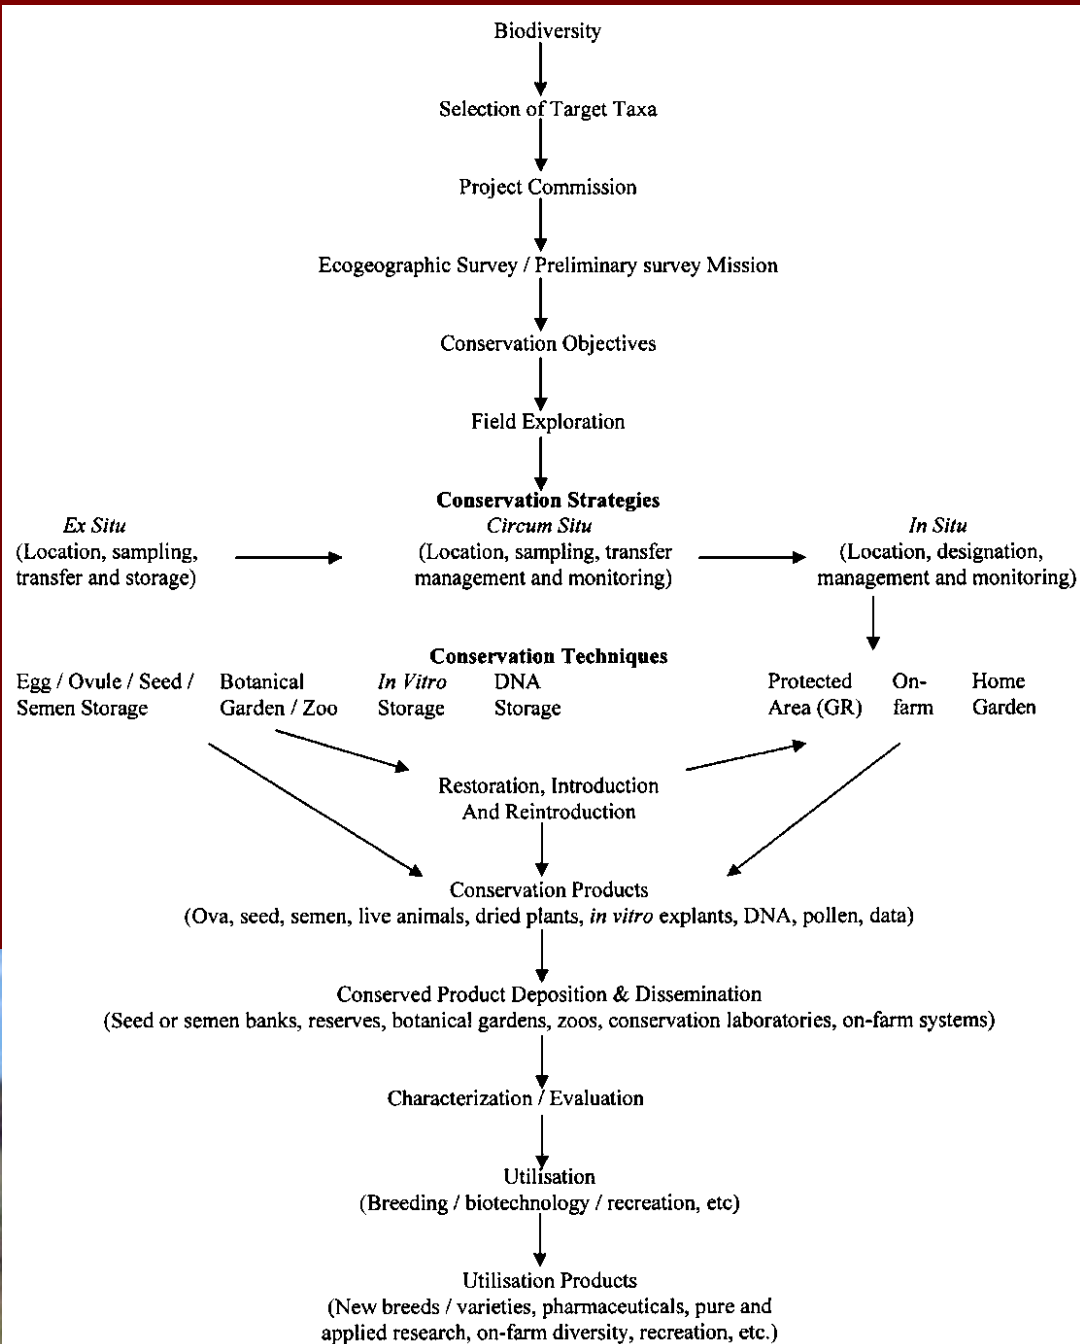 Biodiversity
Selection of Target Taxa
Project Commission
Ecogeographic Survey / Preliminary survey Mission
Conservation Objectives
Field Exploration
Conservation Strategies
Ex Situ
(Location, sampling,
transfer and storage)
Circum Situ
(Location, sampling, transfer
management and monitoring)
In Situ
(Location, designation,
management and monitoring)
Conservation Techniques
Egg / Ovule / Seed /
Semen Storage
Botanical
Garden / Zoo
In Vitro
Storage
DNA
Storage
Protected
Area (GR)
On-
farm
Home
Garden
Restoration, Introduction
And Reintroduction
Conservation Products
(Ova, seed, semen, live animals, dried plants, in vitro explants, DNA, pollen, data)
Conserved Product Deposition & Dissemination
(Seed or semen banks, reserves, botanical gardens, zoos, conservation laboratories, on-farm systems)
Characterization / Evaluation
Utilisation
(Breeding / biotechnology / recreation, etc)
Utilisation Products
(New breeds / varieties, pharmaceuticals, pure and
applied research, on-farm diversity, recreation, etc.)